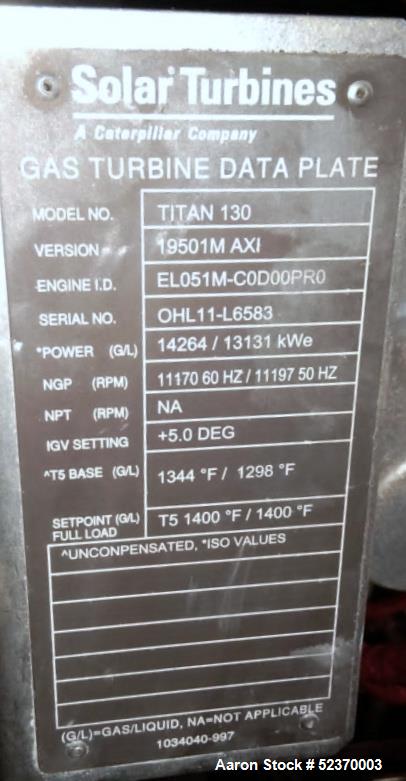 Solar Turbines
A Caterpillar Company
GAS TURBINE DATA PLATE
MODEL NO. TITAN 130
VERSION 19501M AXI
ENGINE I.D. EL051M-C0D00PR0
SERIAL NO. OHL11-L6583
*POWER (G/L) 14264 / 13131 kWe
NGP (RPM) 11170 60 HZ / 11197 50 HZ
NPT (RPM) NA
IGV SETTING +5.0 DEG
^T5 BASE (G/L) 1344 °F / 1298 °F
SETPOINT (G/L) T5 1400 °F / 1400 °F
FULL LOAD
^UNCONPENSATED, *ISO VALUES
(G/L)=GAS/LIQUID, NA=NOT APPLICABLE
1034040-997
Aaron Stock # 52370003